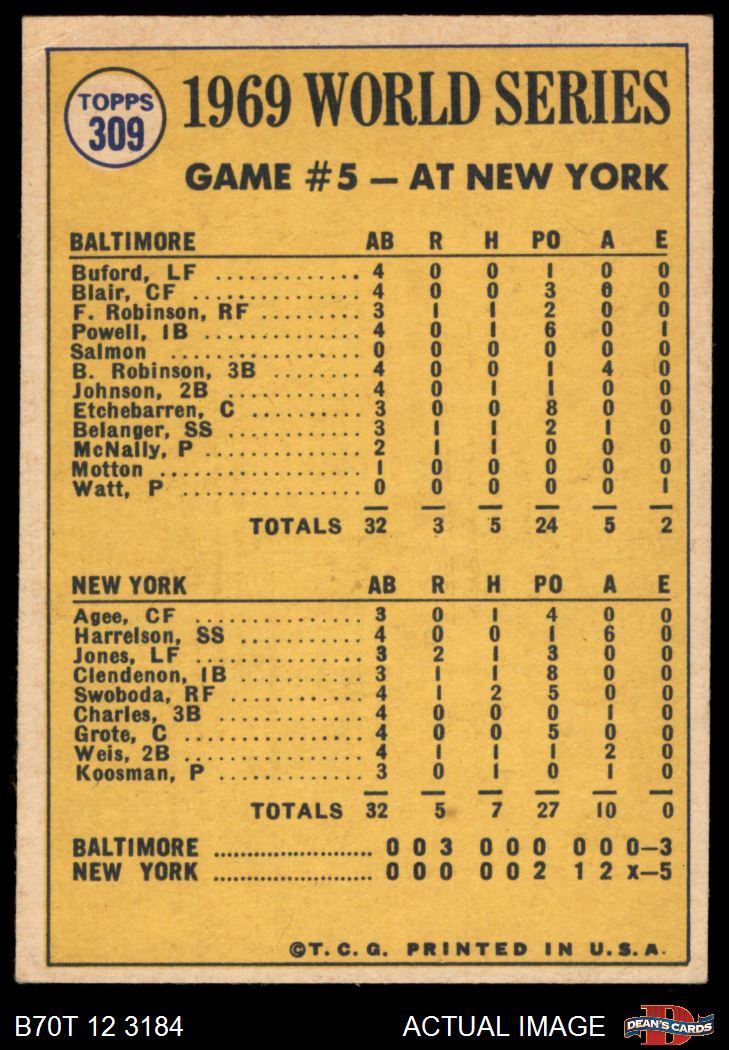 TOPPS
309
1969 WORLD SERIES
GAME #5 — AT NEW YORK
BALTIMORE AB R H PO A E
Buford, LF .............. 4 0 0 1 0 0
Blair, CF ................ 4 0 0 3 0 0
F. Robinson, RF .......... 3 1 1 2 0 0
Powell, 1B ............... 4 0 1 6 0 1
Salmon .................. 0 0 0 0 0 0
B. Robinson, 3B .......... 4 0 0 1 4 0
Johnson, 2B ............. 4 0 1 1 0 0
Etchebarren, C .......... 3 0 0 8 0 0
Belanger, SS ............ 3 1 1 2 1 0
McNally, P .............. 2 1 1 0 0 0
Motton .................. 1 0 0 0 0 0
Watt, P ................. 0 0 0 0 0 1
TOTALS 32 3 5 24 5 2
NEW YORK AB R H PO A E
Agee, CF ................ 3 0 1 4 0 0
Harrelson, SS ........... 4 0 0 1 6 0
Jones, LF ............... 3 2 1 3 0 0
Clendenon, 1B ........... 3 1 1 8 0 0
Swoboda, RF ............. 4 1 2 5 0 0
Charles, 3B ............. 4 0 0 0 1 0
Grote, C ................ 4 0 0 5 0 0
Weis, 2B ................ 4 1 1 1 2 0
Koosman, P .............. 3 0 1 0 1 0
TOTALS 32 5 7 27 10 0
BALTIMORE ...................... 0 0 3 0 0 0 0 0 0—3
NEW YORK ...................... 0 0 0 0 0 2 1 2 x—5
©T.C.G. PRINTED IN U.S.A.
B70T 12 3184 ACTUAL IMAGE DEAN'S CARDS